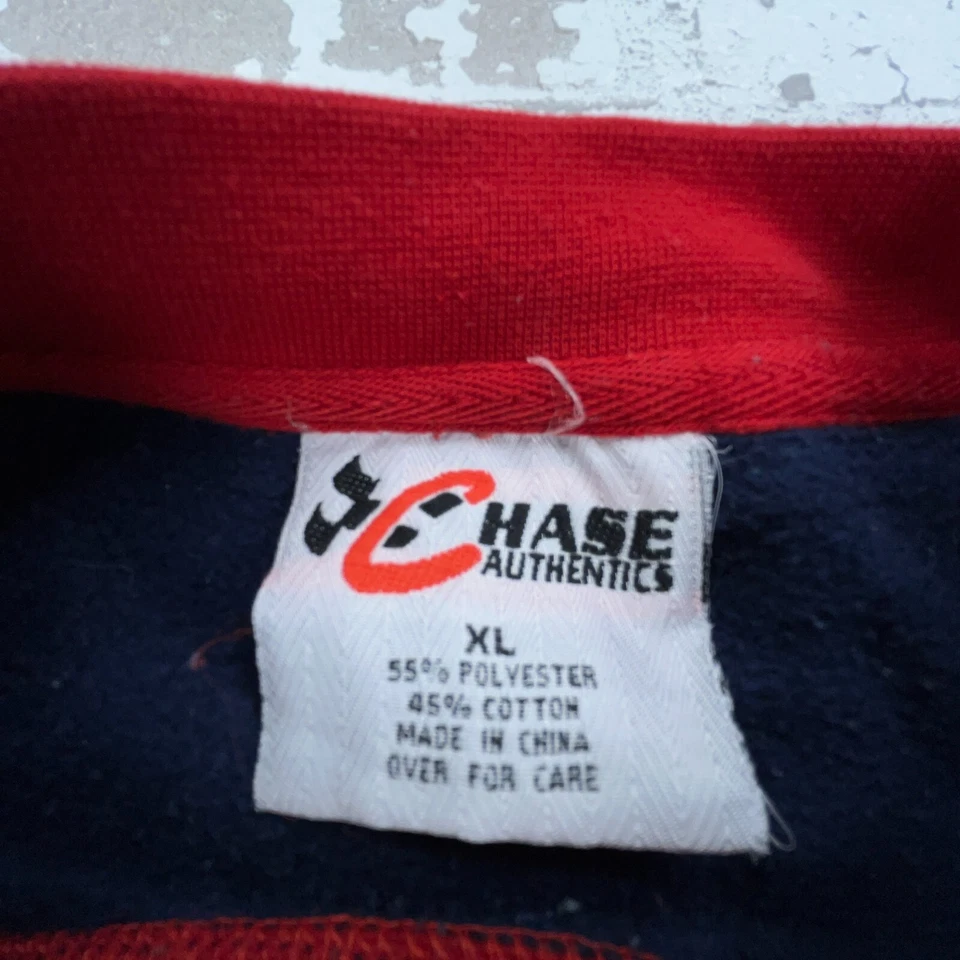 CHASE
AUTHENTICS
XL
55% POLYESTER
45% COTTON
MADE IN CHINA
OVER FOR CARE